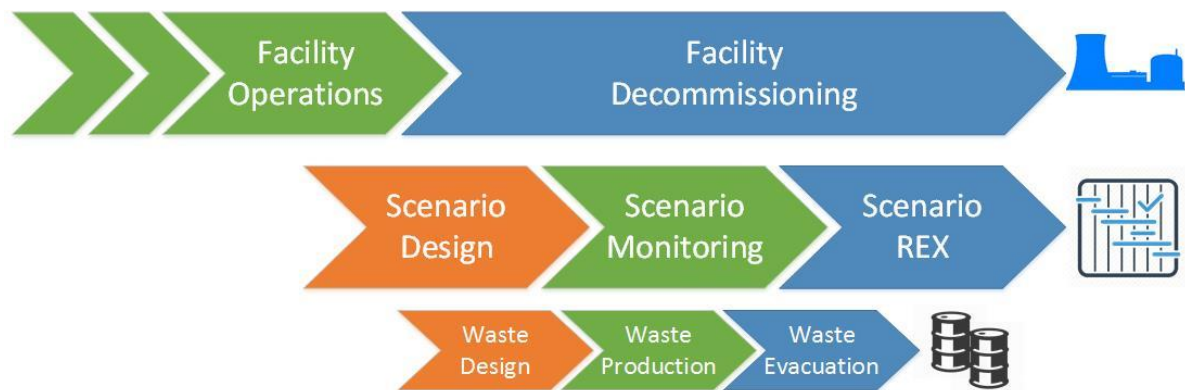 Facility
Operations
Facility
Decommissioning
Scenario
Design
Scenario
Monitoring
Scenario
REX
Waste
Design
Waste
Production
Waste
Evacuation